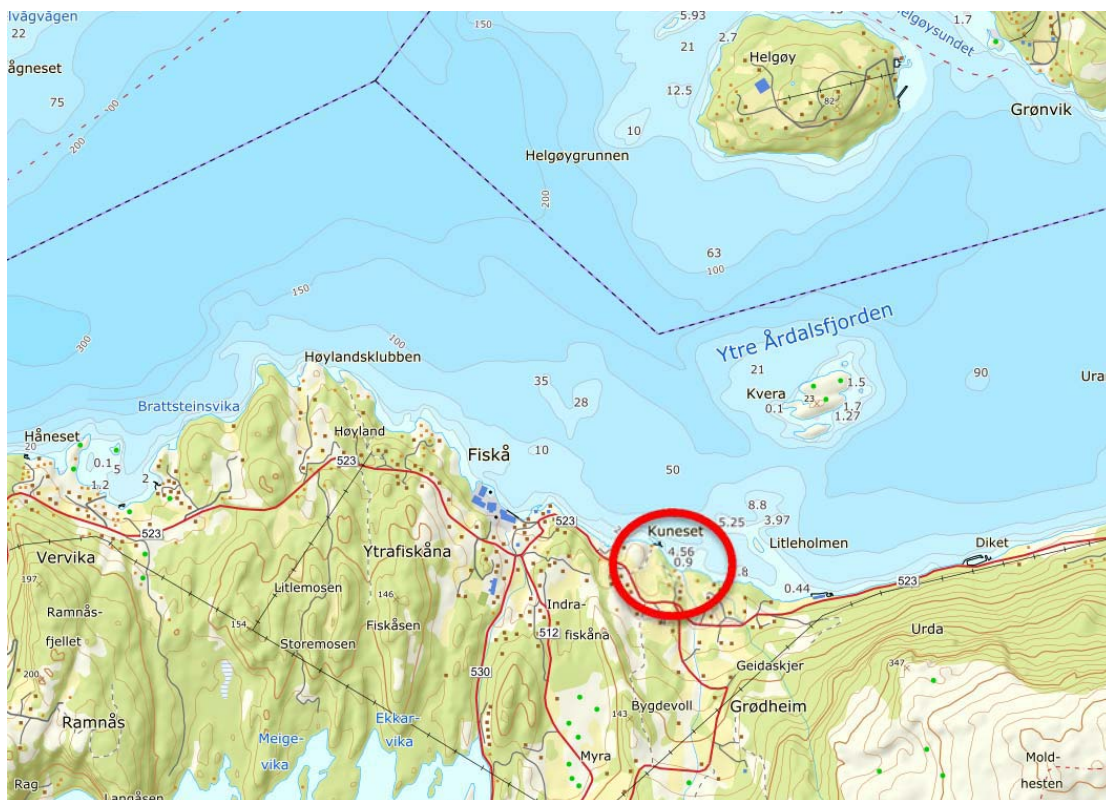 lvågvågen
22
ågneset
75
200
200
150
5.93
21
2.7
12.5
10
Helgøy
82
Helgøysundet
1.7
Grønvik
Helgøygrunnen
200
63
100
150
300
100
Ytre Årdalsfjorden
21
Kvera
23
1.5
0.1
1.7
1.27
90
Ura
Høylandsklubben
35
28
Brattsteinsvika
Håneset
20
0.1
5
1.2
2
Høyland
523
Fiskå
10
50
523
523
Vervika
197
Ramnås-
fjellet
200
Ramnås
Rag
Langåsen
Ytrafiskåna
Litlemosen
146
Fiskåsen
154
Storemosen
Meige-
vika
Ekkar-
vika
530
512
Indra-
fiskåna
Kuneset
4.56
0.9
5.25
8.8
3.97
Litleholmen
.8
0.44
Diket
523
Urda
347
Geidaskjer
Bygdevoll
Grødheim
143
Myra
Mold-
hesten